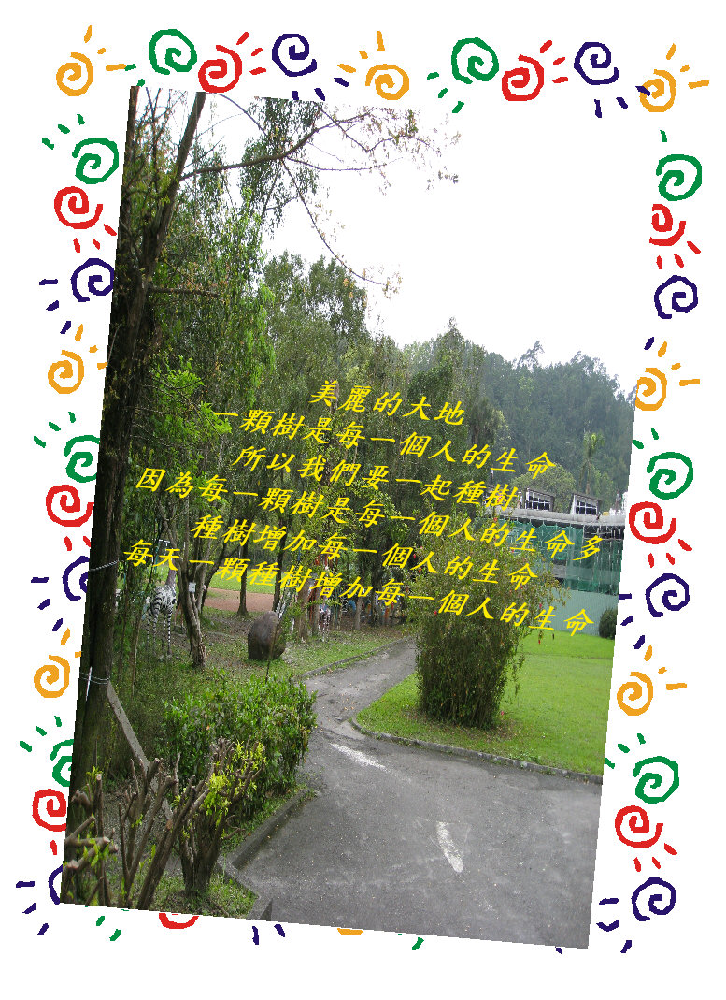 美麗的大地
一顆樹是每一個人的生命
所以我們要一起種樹
因為每一顆樹是每一個人的生命多
種樹增加每一個人的生命
每天一顆種樹增加每一個人的生命